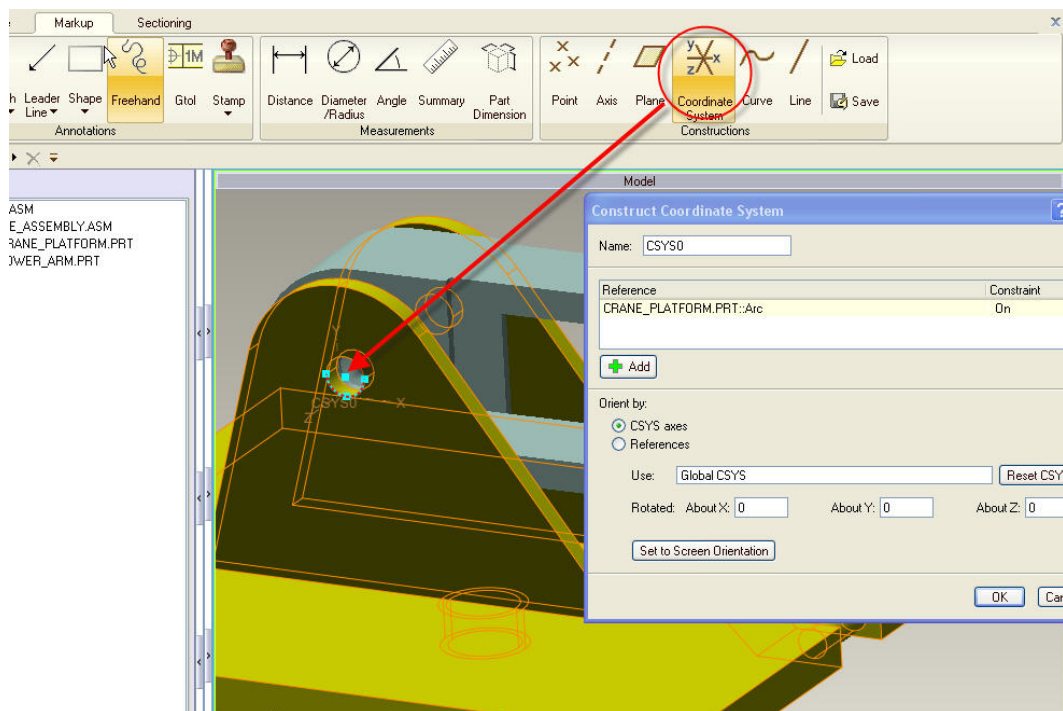 Markup Sectioning
Leader Line Shape Freehand Gtol Stamp
Annotations
Distance Diameter /Radius Angle Summary Part Dimension
Measurements
Point Axis Plane Coordinate System Curve Line
Constructions
Load
Save
1M
y x z
Model
ASM
E_ASSEMBLY.ASM
RANE_PLATFORM.PRT
OWER_ARM.PRT
Y
CSYS0 X
Z
Construct Coordinate System ?
Name: CSYS0
Reference Constraint
CRANE_PLATFORM.PRT::Arc On
Add
Orient by:
CSYS axes
References
Use: Global CSYS Reset CSY
Rotated: About X: 0 About Y: 0 About Z: 0
Set to Screen Orientation
OK Car